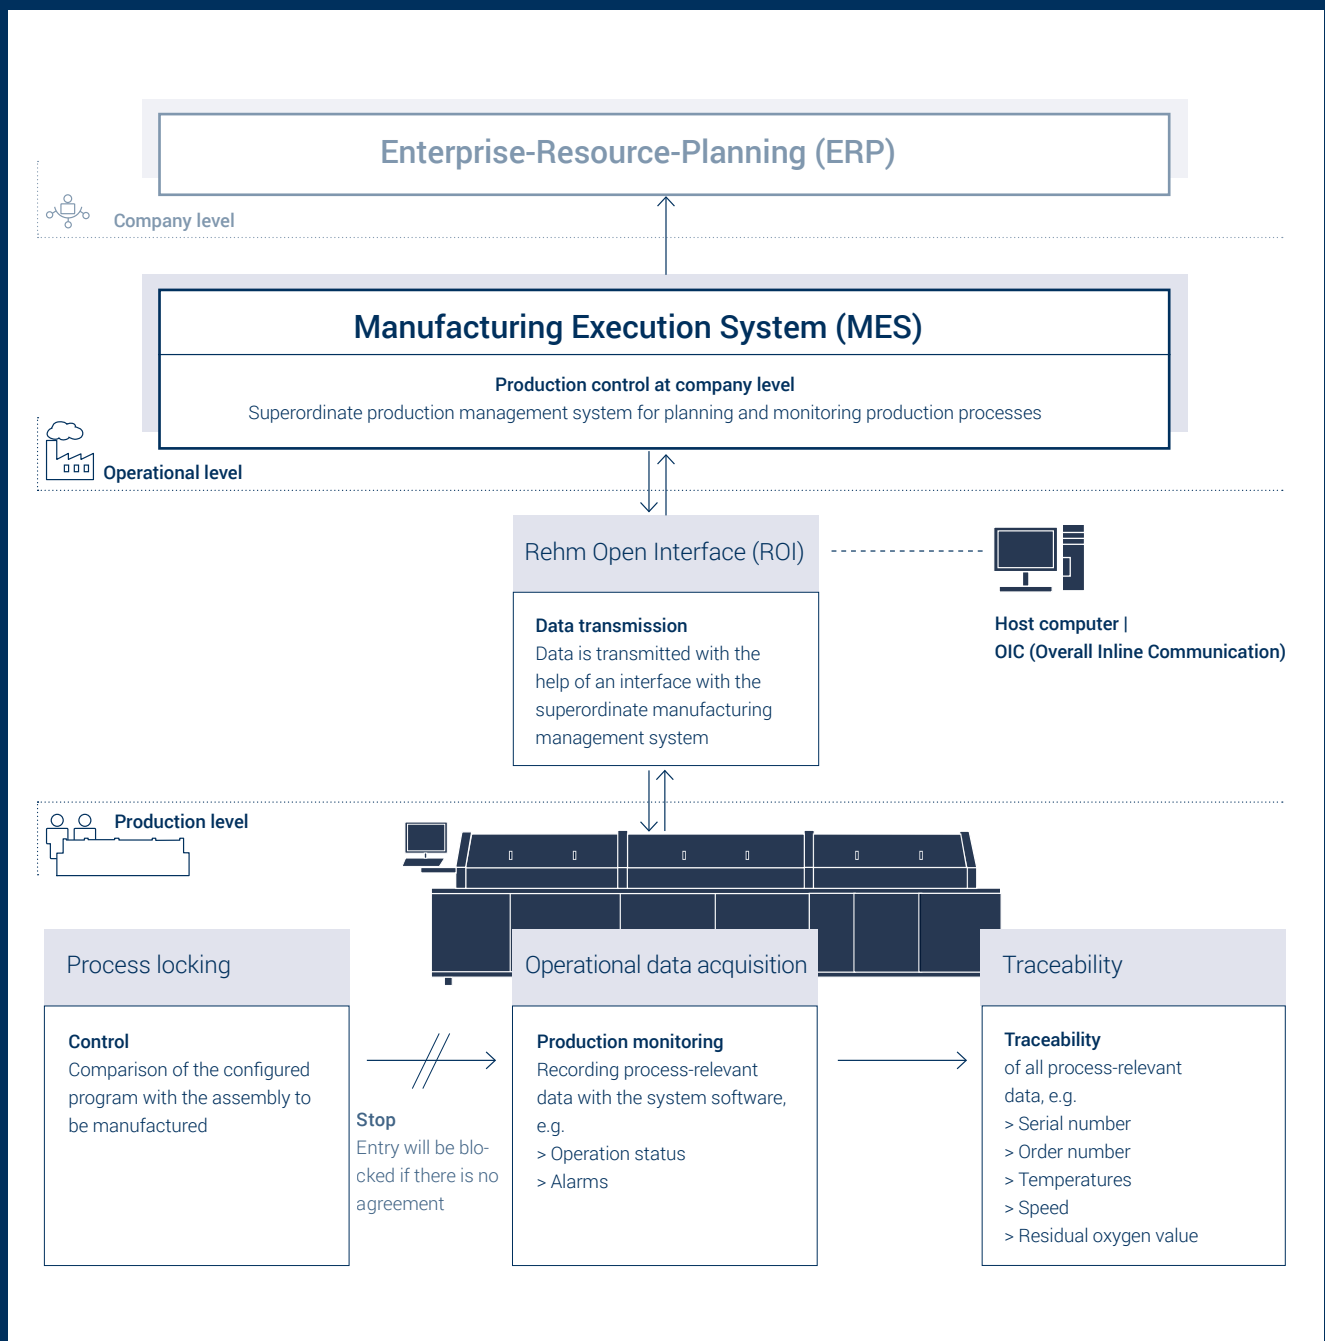 Enterprise-Resource-Planning (ERP)
Company level
Manufacturing Execution System (MES)
Production control at company level
Superordinate production management system for planning and monitoring production processes
Operational level
Rehm Open Interface (ROI)
Data transmission
Data is transmitted with the
help of an interface with the
superordinate manufacturing
management system
Host computer |
OIC (Overall Inline Communication)
Production level
Process locking
Control
Comparison of the configured
program with the assembly to
be manufactured
Stop
Entry will be blo-
cked if there is no
agreement
Operational data acquisition
Production monitoring
Recording process-relevant
data with the system software,
e.g.
> Operation status
> Alarms
Traceability
Traceability
of all process-relevant
data, e.g.
> Serial number
> Order number
> Temperatures
> Speed
> Residual oxygen value